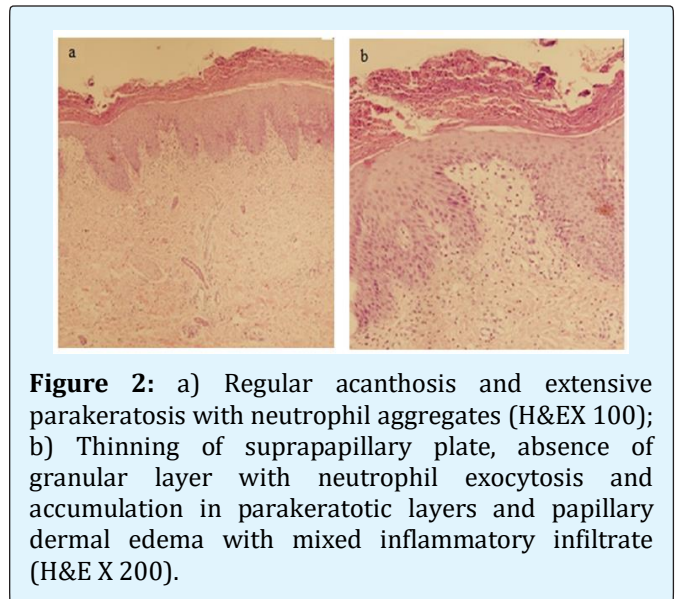 a
b
Figure 2: a) Regular acanthosis and extensive
parakeratosis with neutrophil aggregates (H&EX 100);
b) Thinning of suprapapillary plate, absence of
granular layer with neutrophil exocytosis and
accumulation in parakeratotic layers and papillary
dermal edema with mixed inflammatory infiltrate
(H&E X 200).